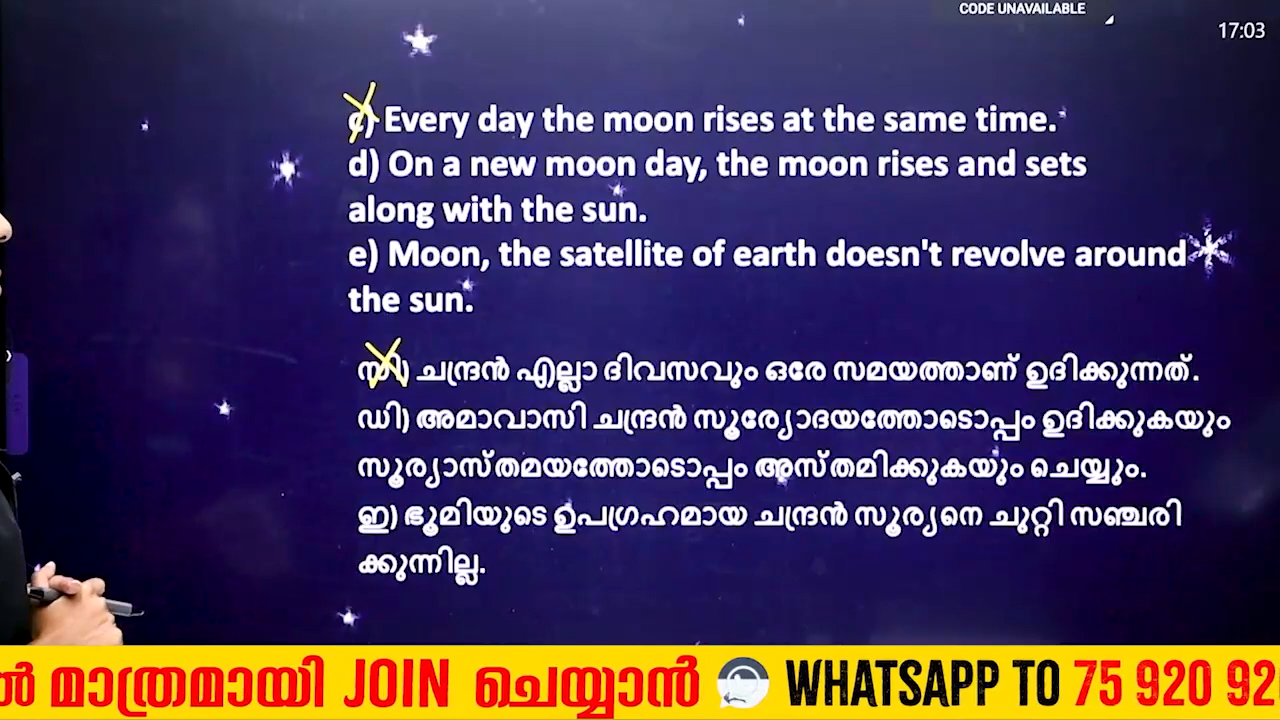 CODE UNAVAILABLE
17:03
c) Every day the moon rises at the same time.
d) On a new moon day, the moon rises and sets
along with the sun.
e) Moon, the satellite of earth doesn't revolve around
the sun.
സി) ചന്ദ്രൻ എല്ലാ ദിവസവും ഒരേ സമയത്താണ് ഉദിക്കുന്നത്.
ഡി) അമാവാസി ചന്ദ്രൻ സൂര്യോദയത്തോടൊപ്പം ഉദിക്കുകയും
സൂര്യാസ്തമയത്തോടൊപ്പം അസ്തമിക്കുകയും ചെയ്യും.
ഇ) ഭൂമിയുടെ ഉപഗ്രഹമായ ചന്ദ്രൻ സൂര്യനെ ചുറ്റി സഞ്ചരി
ക്കുന്നില്ല.
മാത്രമായി JOIN ചെയ്യാൻ WHATSAPP TO 75 920 92